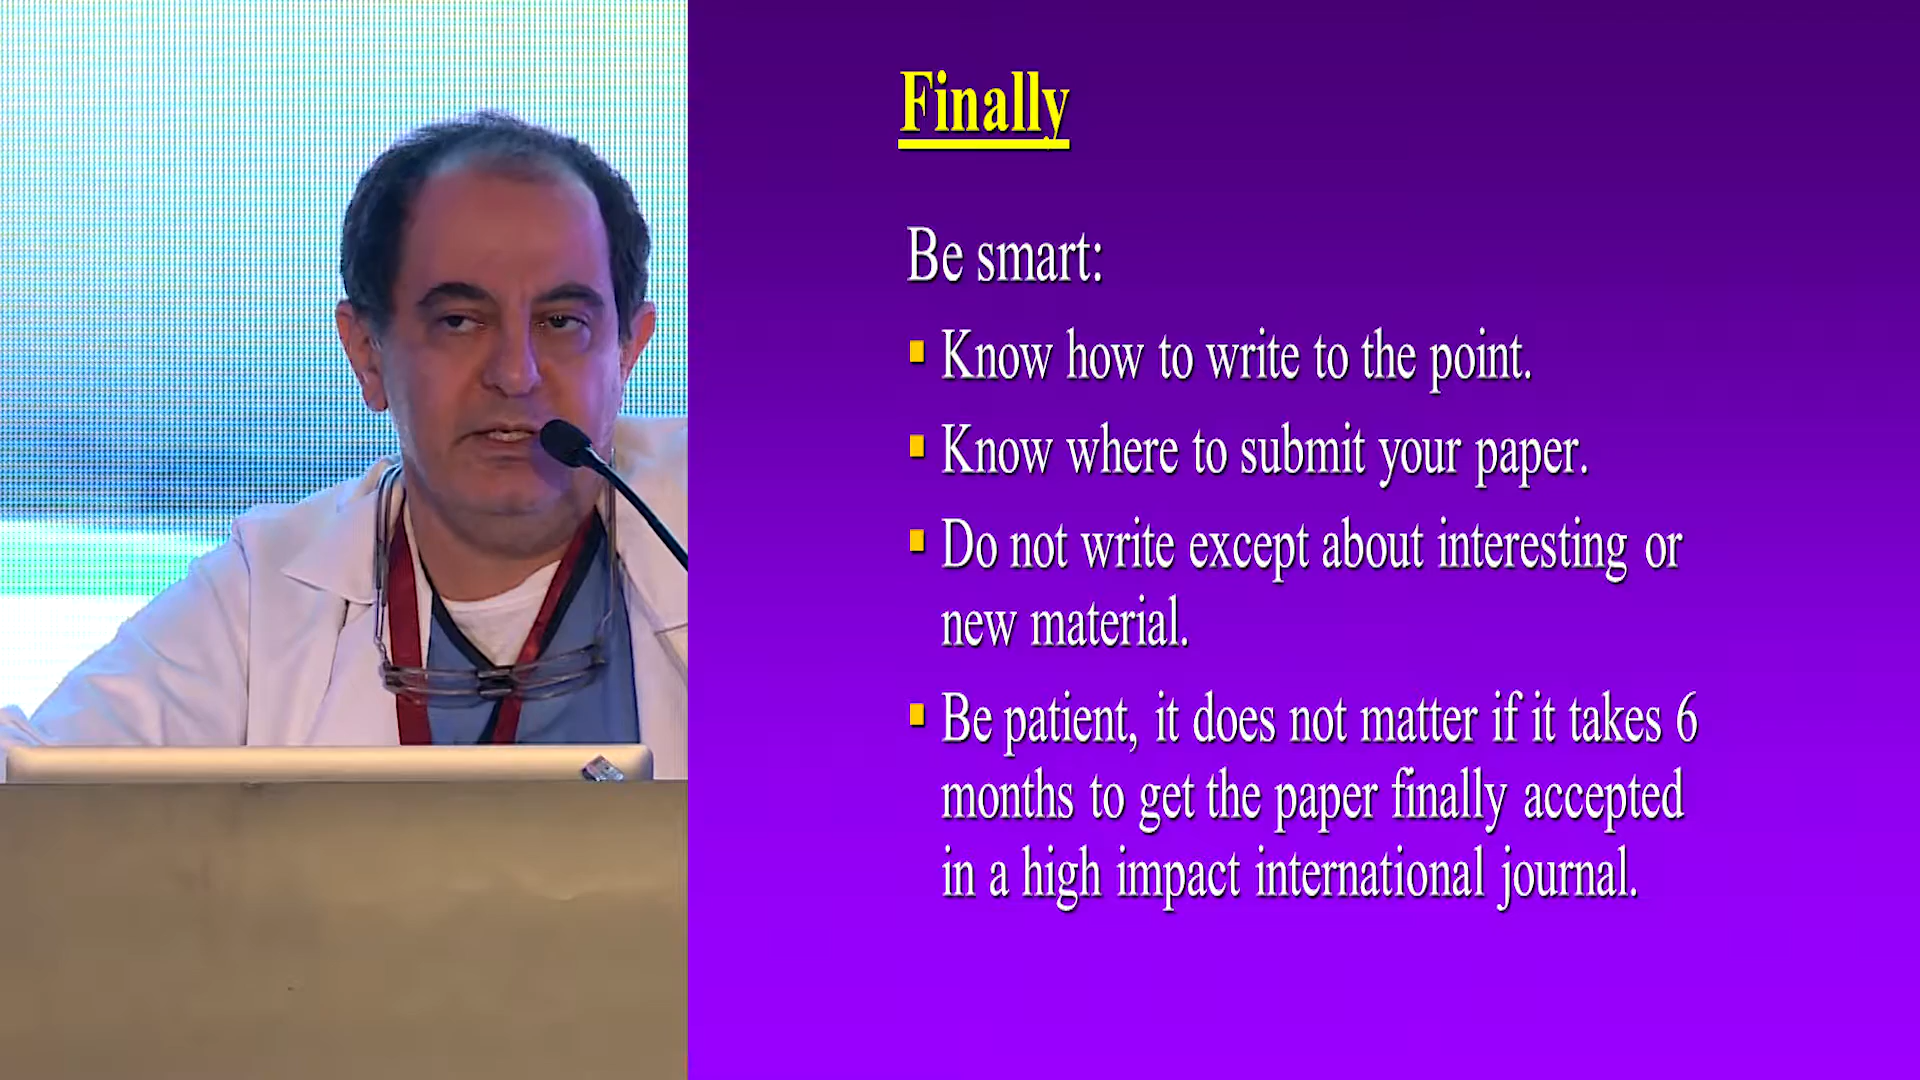 Finally
Be smart:
▪ Know how to write to the point.
▪ Know where to submit your paper.
▪ Do not write except about interesting or
new material.
▪ Be patient, it does not matter if it takes 6
months to get the paper finally accepted
in a high impact international journal.